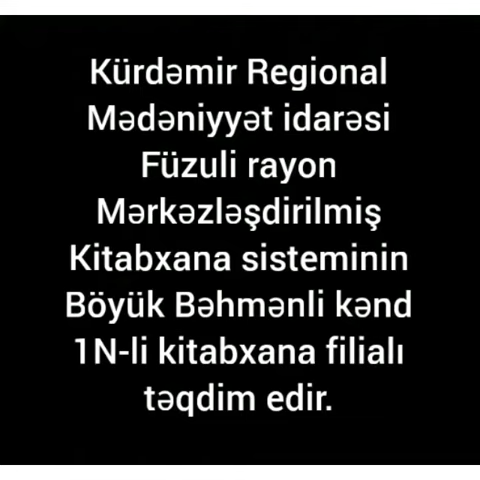 Kürdəmir Regional
Mədəniyyət idarəsi
Füzuli rayon
Mərkəzləşdirilmiş
Kitabxana sisteminin
Böyük Bəhmənli kənd
1N-li kitabxana filialı
təqdim edir.